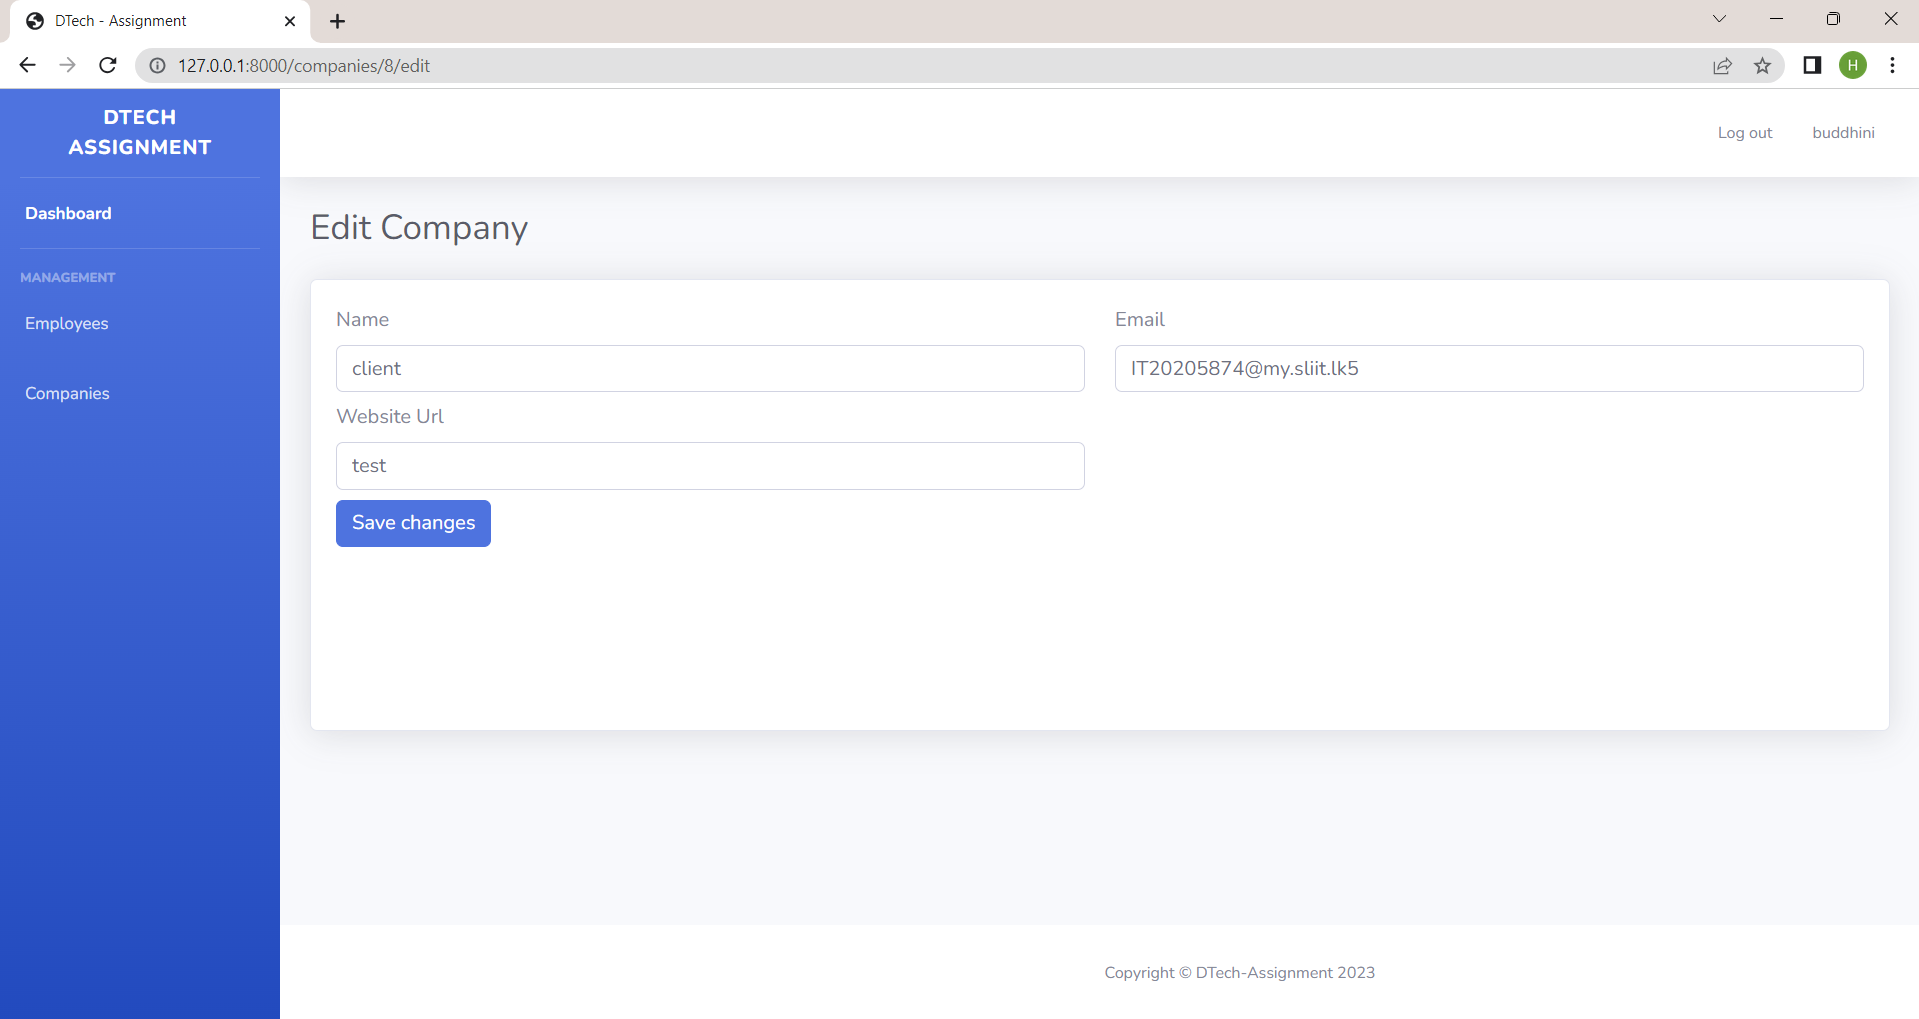 DTech - Assignment
127.0.0.1:8000/companies/8/edit
H
DTECH
ASSIGNMENT
Dashboard
MANAGEMENT
Employees
Companies
Log out buddhini
Edit Company
Name
client
Email
IT20205874@my.sliit.lk5
Website Url
test
Save changes
Copyright © DTech-Assignment 2023